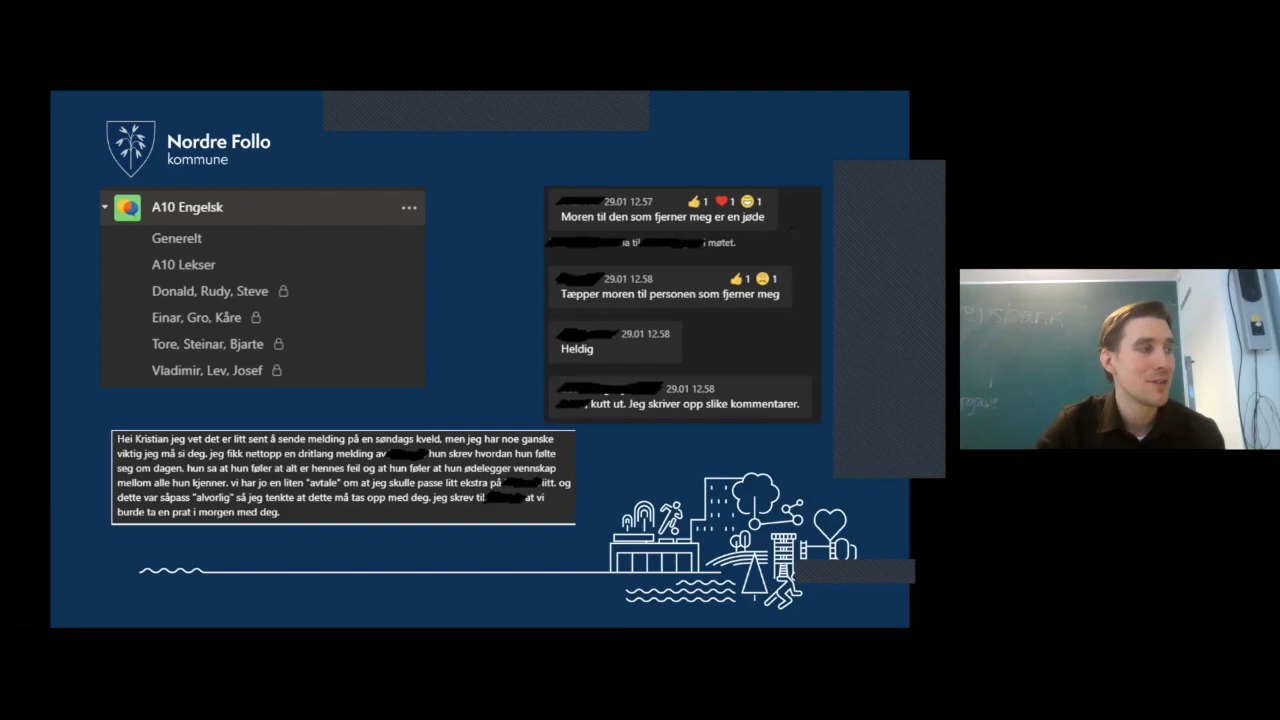 Nordre Follo
kommune
A10 Engelsk
Generelt
A10 Lekser
Donald, Rudy, Steve
Einar, Gro, Kåre
Tore, Steinar, Bjarte
Vladimir, Lev, Josef
29.01 12.57 1 1 1
Moren til den som fjerner meg er en jøde
til i møtet.
29.01 12.58 1 1
Tæpper moren til personen som fjerner meg
29.01 12.58
Heldig
29.01 12.58
, kutt ut. Jeg skriver opp slike kommentarer.
Hei Kristian jeg vet det er litt sent å sende melding på en søndags kveld, men jeg har noe ganske
viktig jeg må si deg. jeg fikk nettopp en dritlang melding av hun skrev hvordan hun følte
seg om dagen. hun sa at hun føler at alt er hennes feil og at hun føler at hun ødelegger vennskap
mellom alle hun kjenner. vi har jo en liten "avtale" om at jeg skulle passe litt ekstra på litt. og
dette var såpass "alvorlig" så jeg tenkte at dette må tas opp med deg. jeg skrev til at vi
burde ta en prat i morgen med deg.